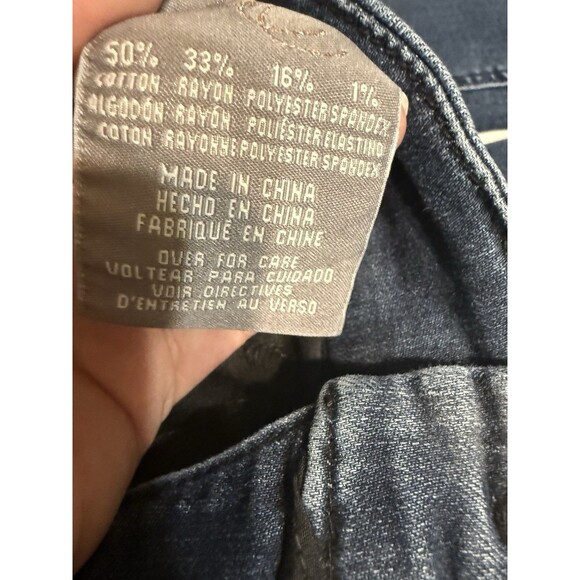 50% 33% 16% 1%
COTTON RAYON POLYESTER SPANDEX
ALGODÓN RAYÓN POLIÉSTER ELASTINO
COTON RAYONNE POLYESTER SPANDEX
MADE IN CHINA
HECHO EN CHINA
FABRIQUÉ EN CHINE
OVER FOR CARE
VOLTEAR PARA CUIDADO
VOIR DIRECTIVES
D'ENTRETIEN AU VERSO